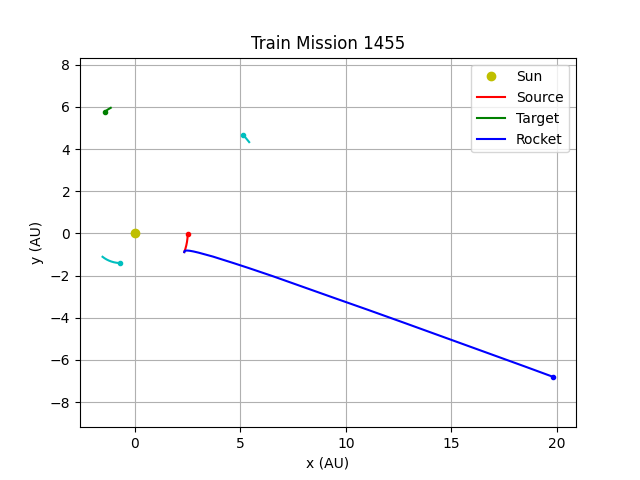 Train Mission 1455
8
6
4
2
0
−2
−4
−6
−8
y (AU)
Sun
Source
Target
Rocket
0 5 10 15 20
x (AU)